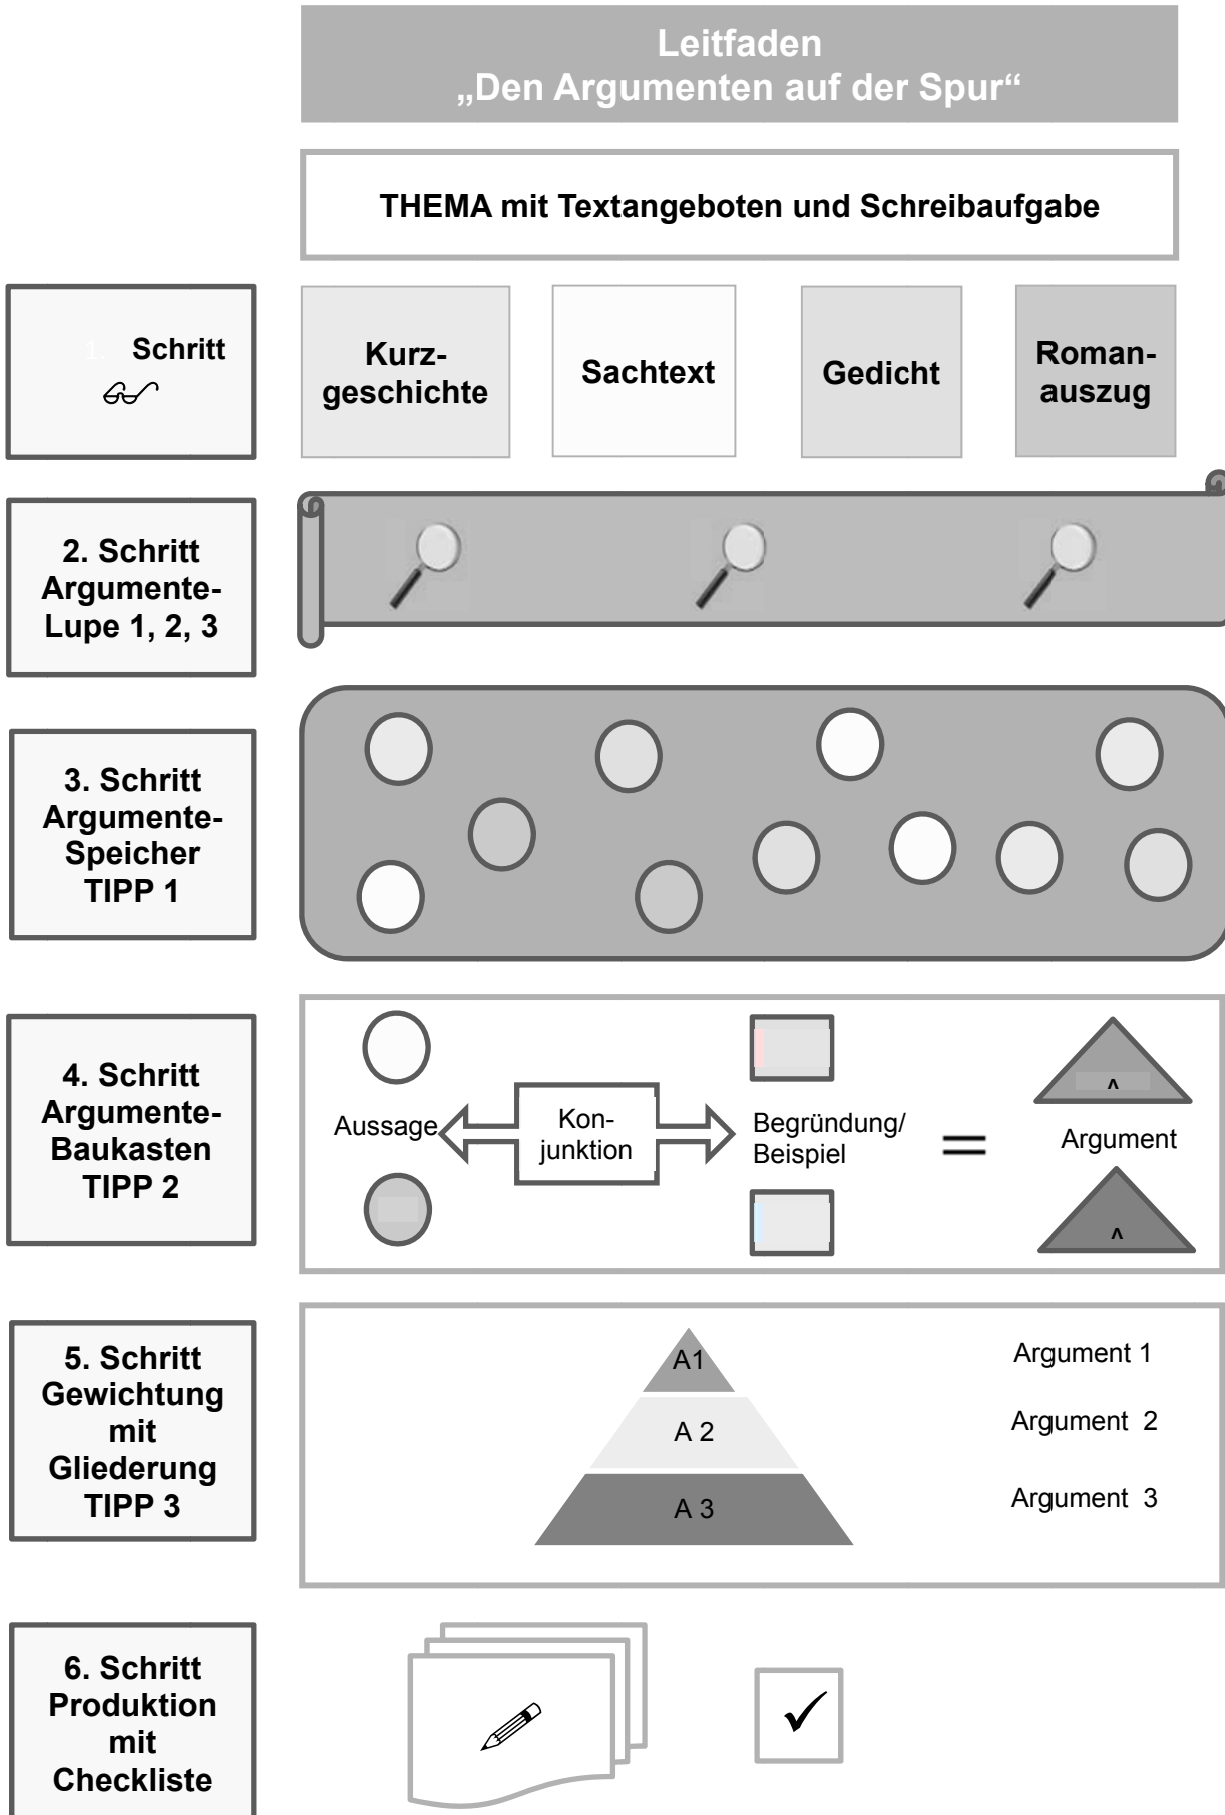 Leitfaden
„Den Argumenten auf der Spur“
THEMA mit Textangeboten und Schreibaufgabe
1. Schritt
Kurz-
geschichte
Sachtext
Gedicht
Roman-
auszug
2. Schritt
Argumente-
Lupe 1, 2, 3
3. Schritt
Argumente-
Speicher
TIPP 1
4. Schritt
Argumente-
Baukasten
TIPP 2
Aussage
Kon-
junktion
Begründung/
Beispiel
=
Argument
^
^
5. Schritt
Gewichtung
mit
Gliederung
TIPP 3
A1
A 2
A 3
Argument 1
Argument 2
Argument 3
6. Schritt
Produktion
mit
Checkliste